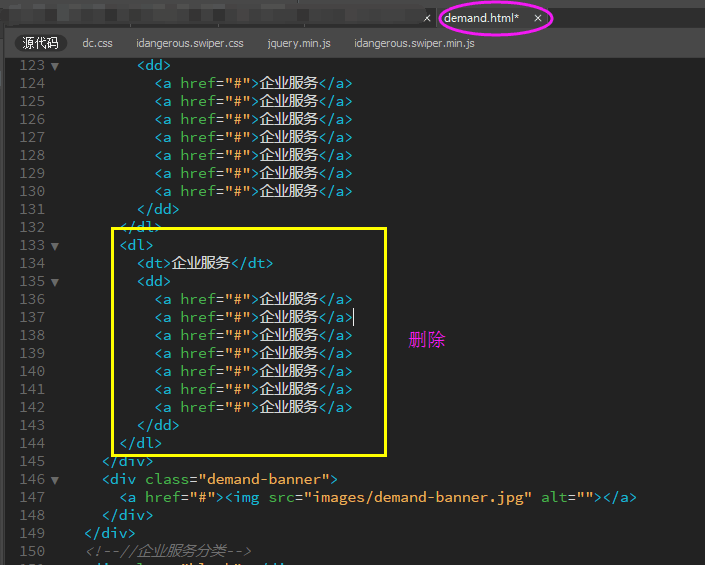 demand.html*
源代码 dc.css idangerous.swiper.css jquery.min.js idangerous.swiper.min.js
123 <dd>
124 <a href="#">企业服务</a>
125 <a href="#">企业服务</a>
126 <a href="#">企业服务</a>
127 <a href="#">企业服务</a>
128 <a href="#">企业服务</a>
129 <a href="#">企业服务</a>
130 <a href="#">企业服务</a>
131 </dd>
132 </dl>
133 <dl>
134 <dt>企业服务</dt>
135 <dd>
136 <a href="#">企业服务</a>
137 <a href="#">企业服务</a>
138 <a href="#">企业服务</a>
删除
139 <a href="#">企业服务</a>
140 <a href="#">企业服务</a>
141 <a href="#">企业服务</a>
142 <a href="#">企业服务</a>
143 </dd>
144 </dl>
145 </div>
146 <div class="demand-banner">
147 <a href="#"><img src="images/demand-banner.jpg" alt=""></a>
148 </div>
149 </div>
150 <!--//企业服务分类-->